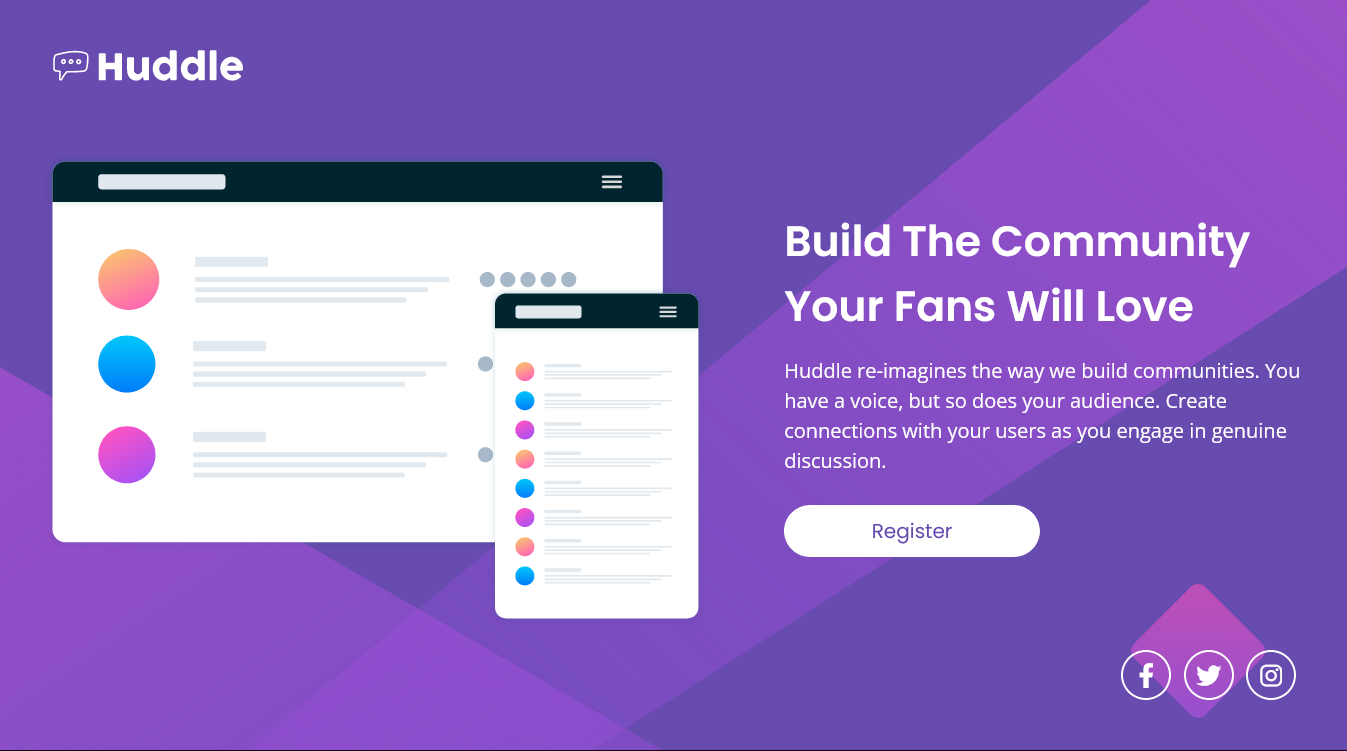 Huddle
Build The Community
Your Fans Will Love
Huddle re-imagines the way we build communities. You
have a voice, but so does your audience. Create
connections with your users as you engage in genuine
discussion.
Register